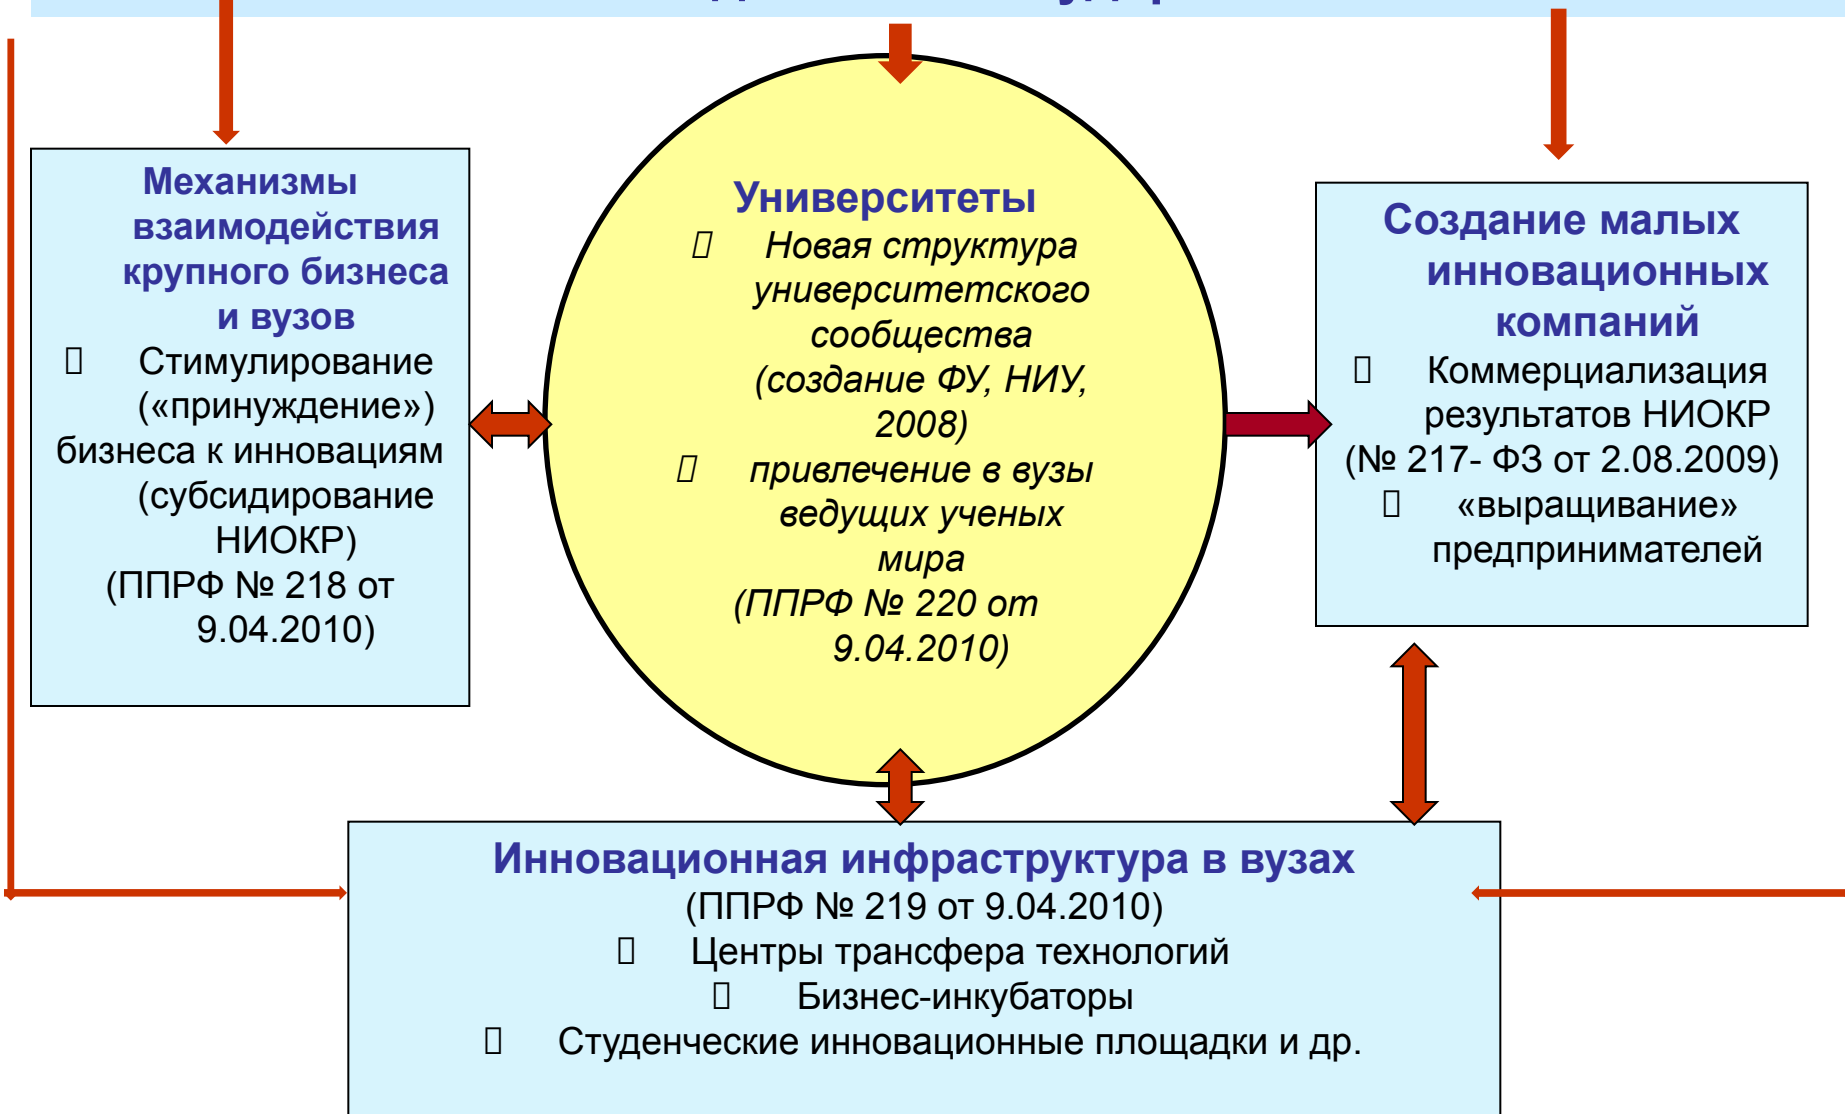 Механизмы
взаимодействия
крупного бизнеса
и вузов
Стимулирование
(«принуждение»)
бизнеса к инновациям
(субсидирование
НИОКР)
(ППРФ № 218 от
9.04.2010)
Университеты
Новая структура
университетского
сообщества
(создание ФУ, НИУ,
2008)
привлечение в вузы
ведущих ученых
мира
(ППРФ № 220 от
9.04.2010)
Создание малых
инновационных
компаний
Коммерциализация
результатов НИОКР
(№ 217- ФЗ от 2.08.2009)
«выращивание»
предпринимателей
Инновационная инфраструктура в вузах
(ППРФ № 219 от 9.04.2010)
Центры трансфера технологий
Бизнес-инкубаторы
Студенческие инновационные площадки и др.